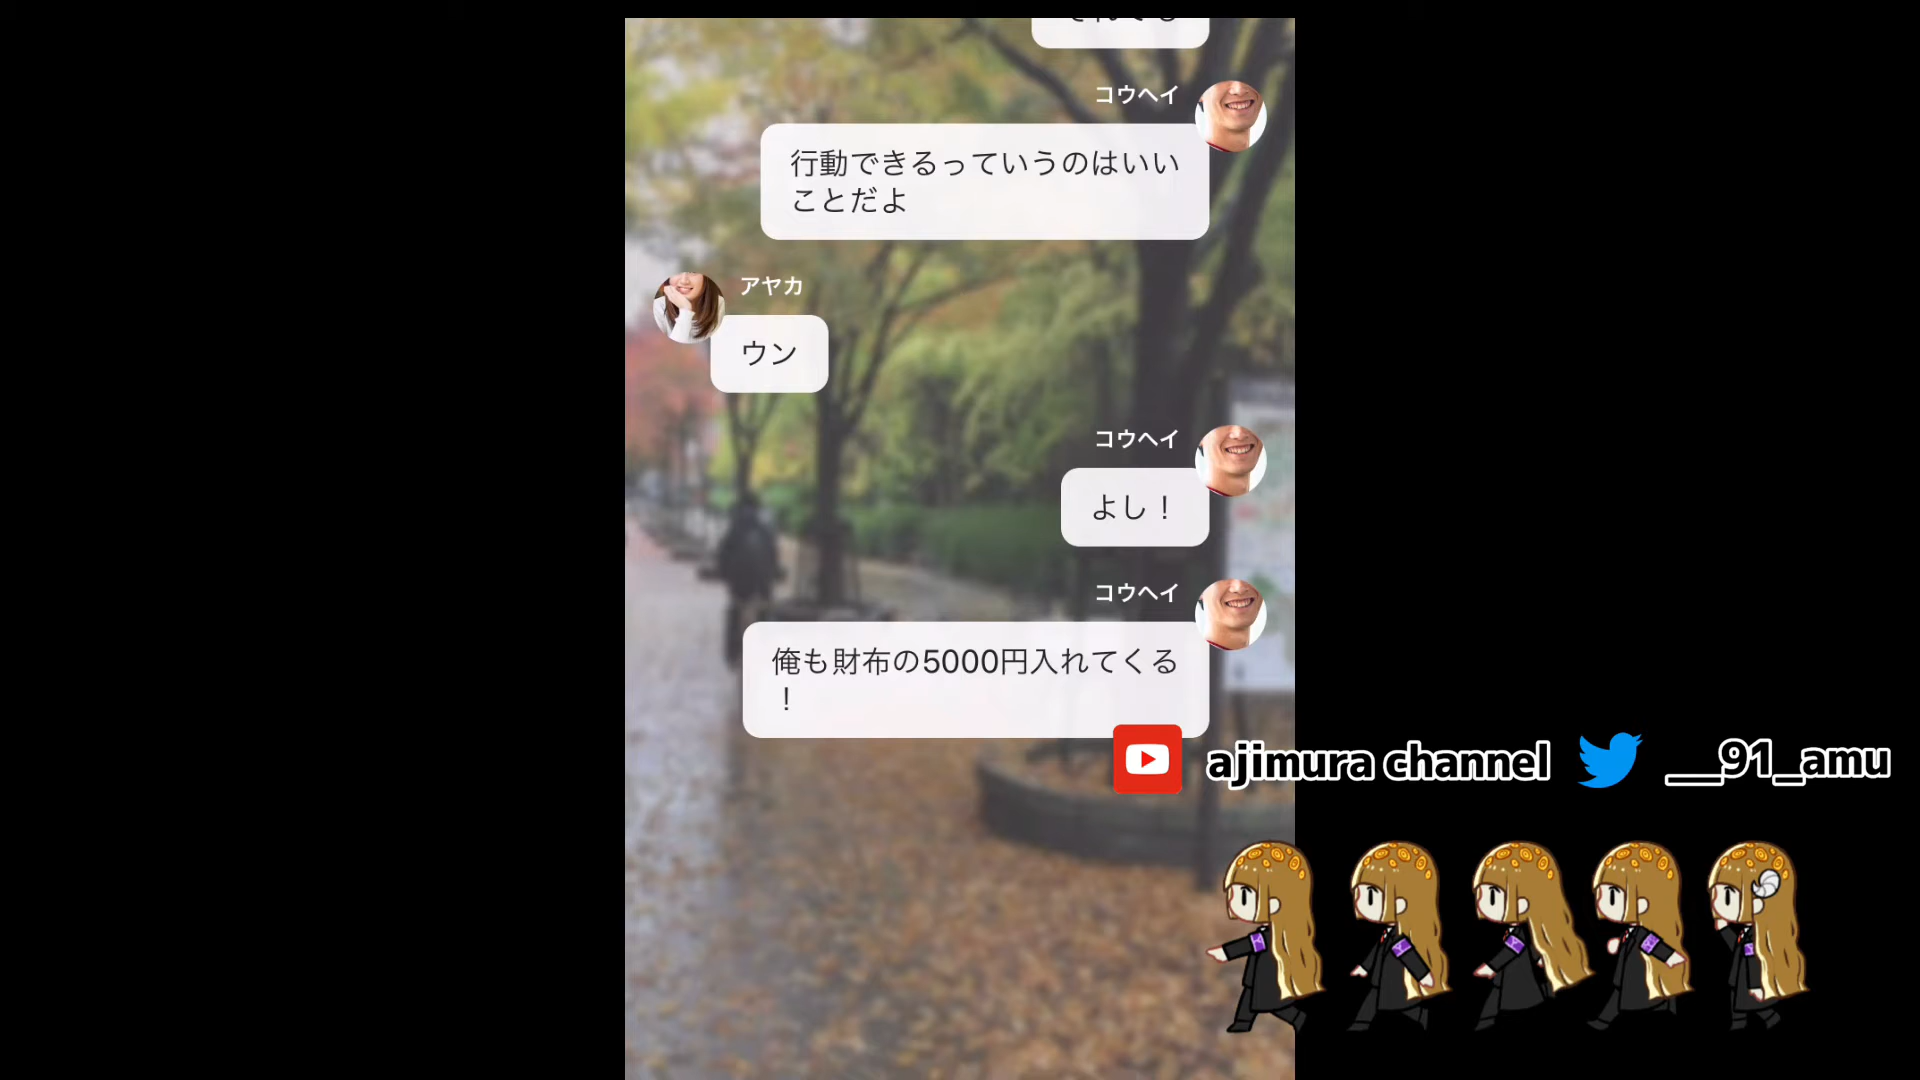 コウヘイ
行動できるっていうのはいい
ことだよ
アヤカ
ウン
コウヘイ
よし！
コウヘイ
俺も財布の5000円入れてくる
！
ajimura channel
__91_amu